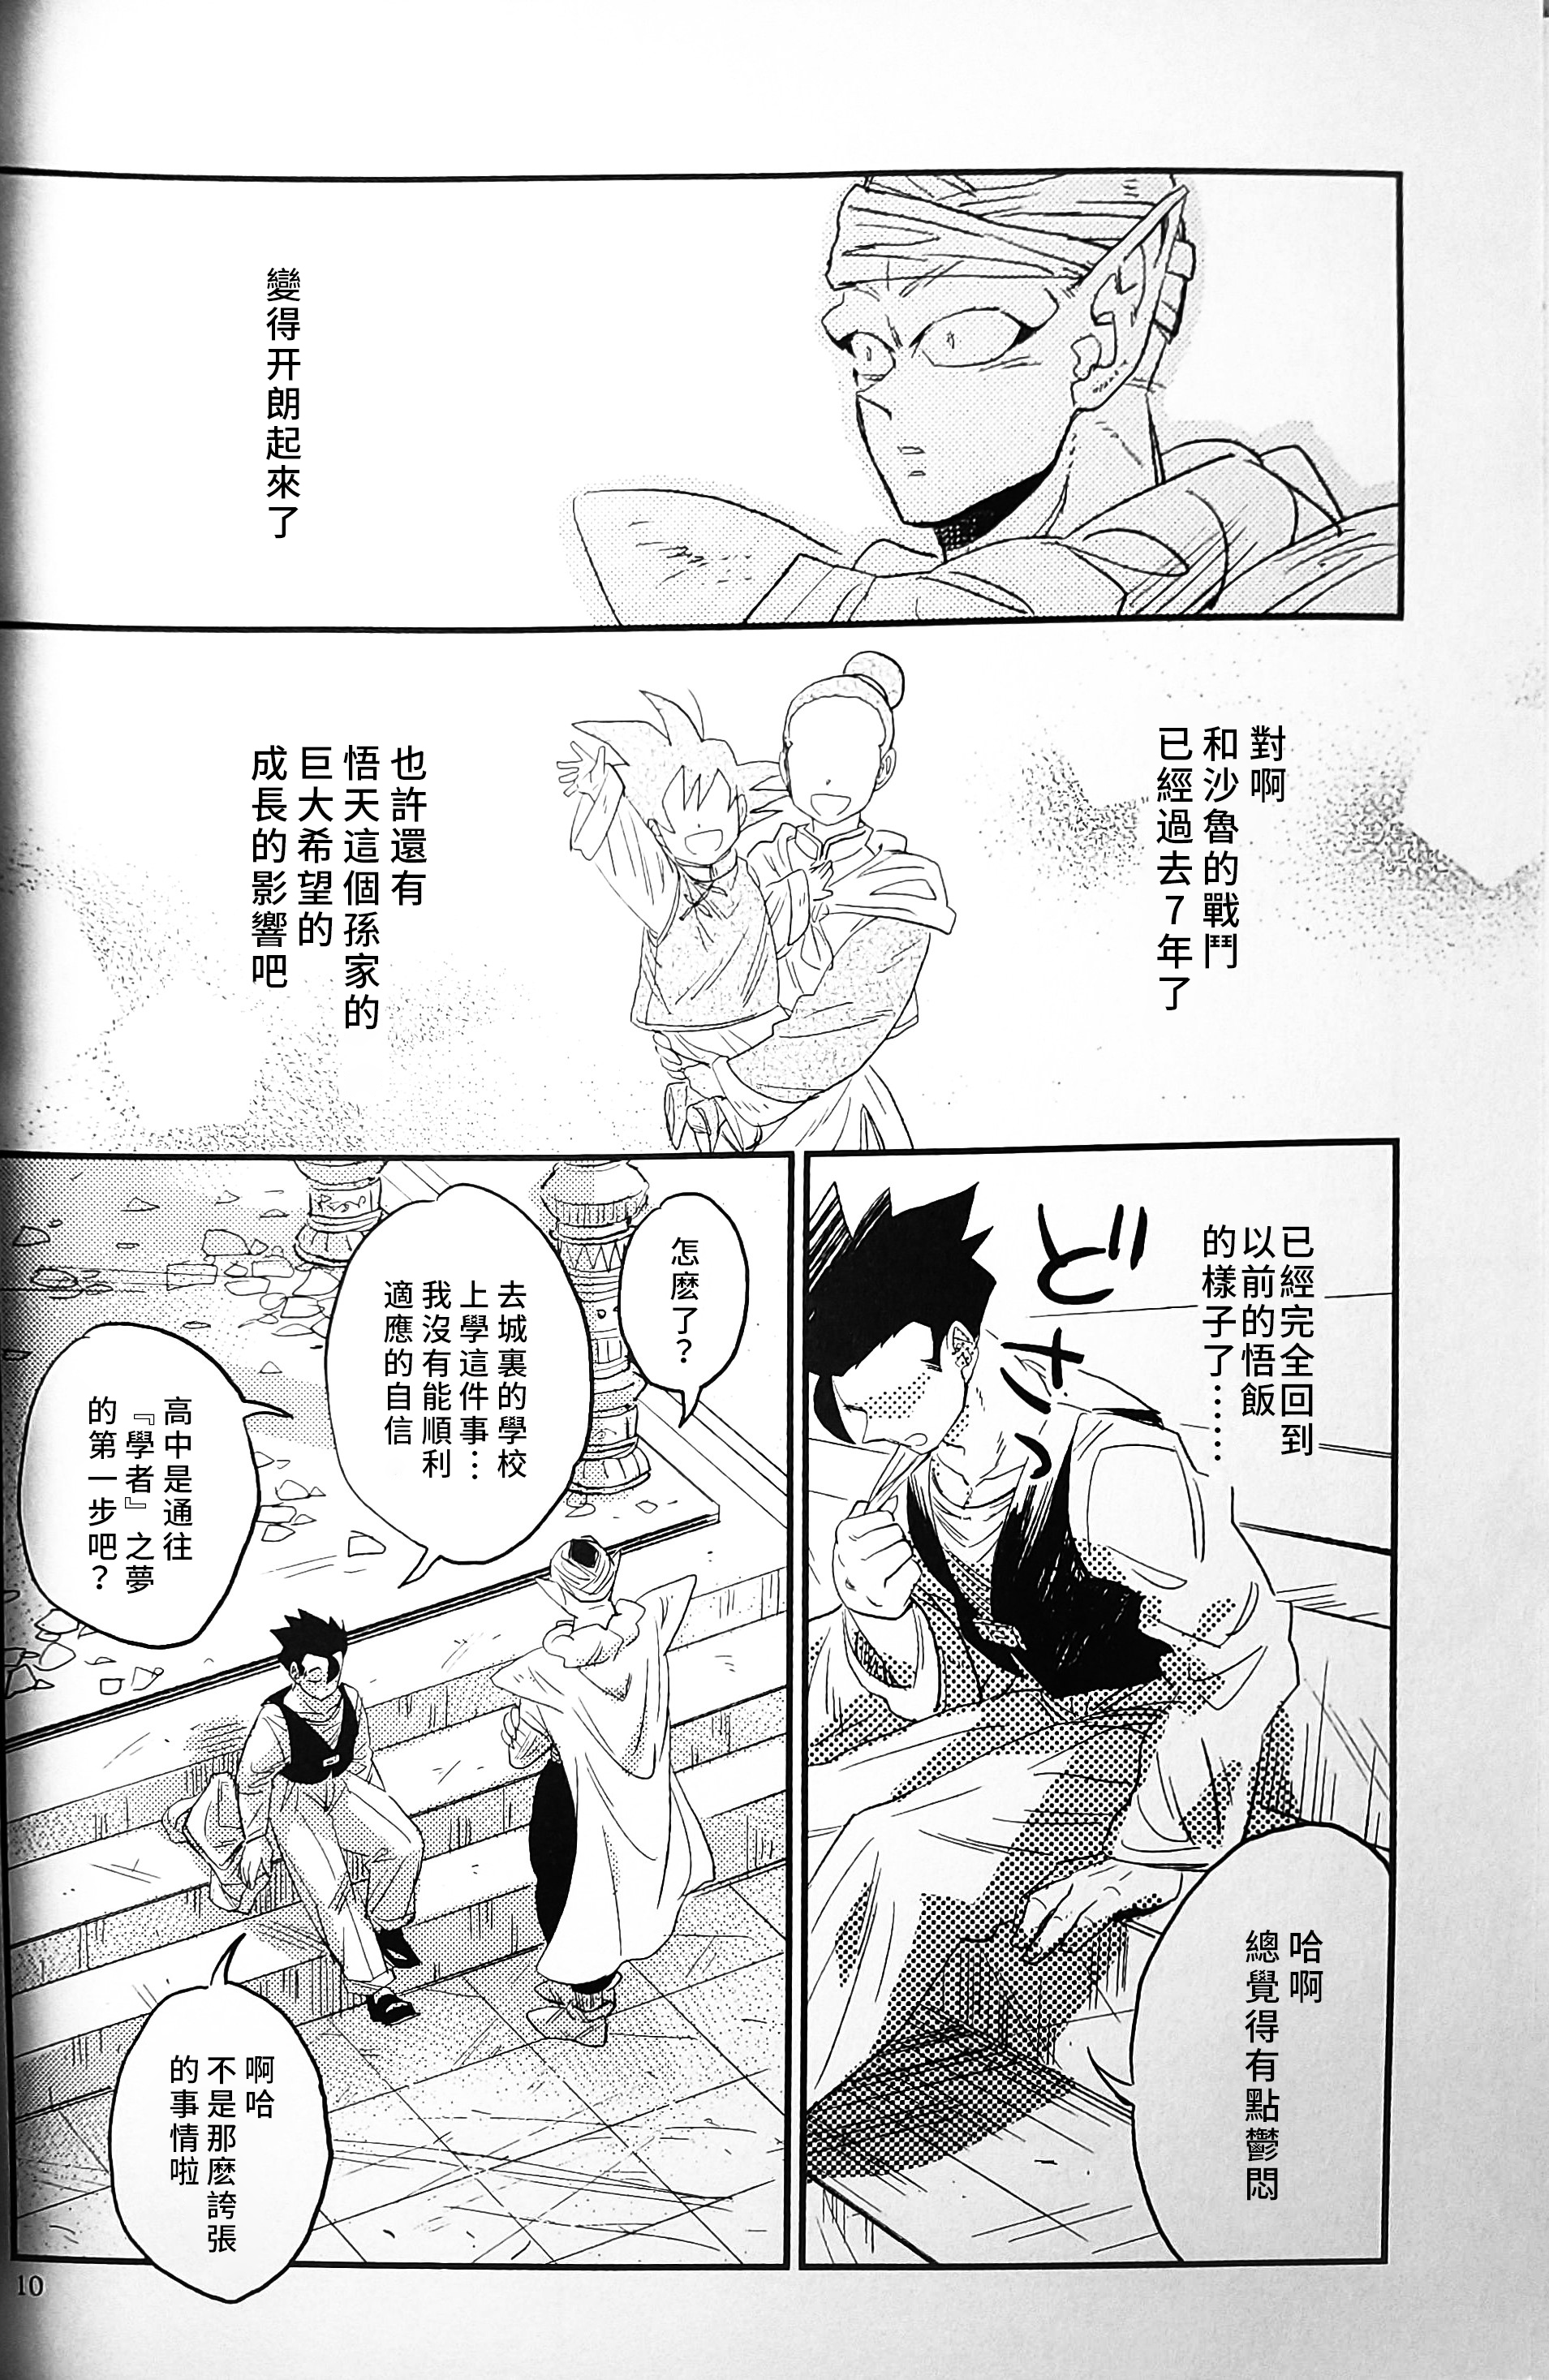 變得开朗起來了
對啊
和沙魯的戰鬥
已經過去7年了
也許還有
悟天這個孫家的
巨大希望的
成長的影響吧
已經完全回到
以前的悟飯
的樣子了……
ドサっ
哈啊
總覺得有點鬱悶
怎麽了？
去城裏的學校
上學這件事…
我沒有能順利
適應的自信
高中是通往
『學者』之夢
的第一步吧？
啊哈
不是那麽誇張
的事情啦
10